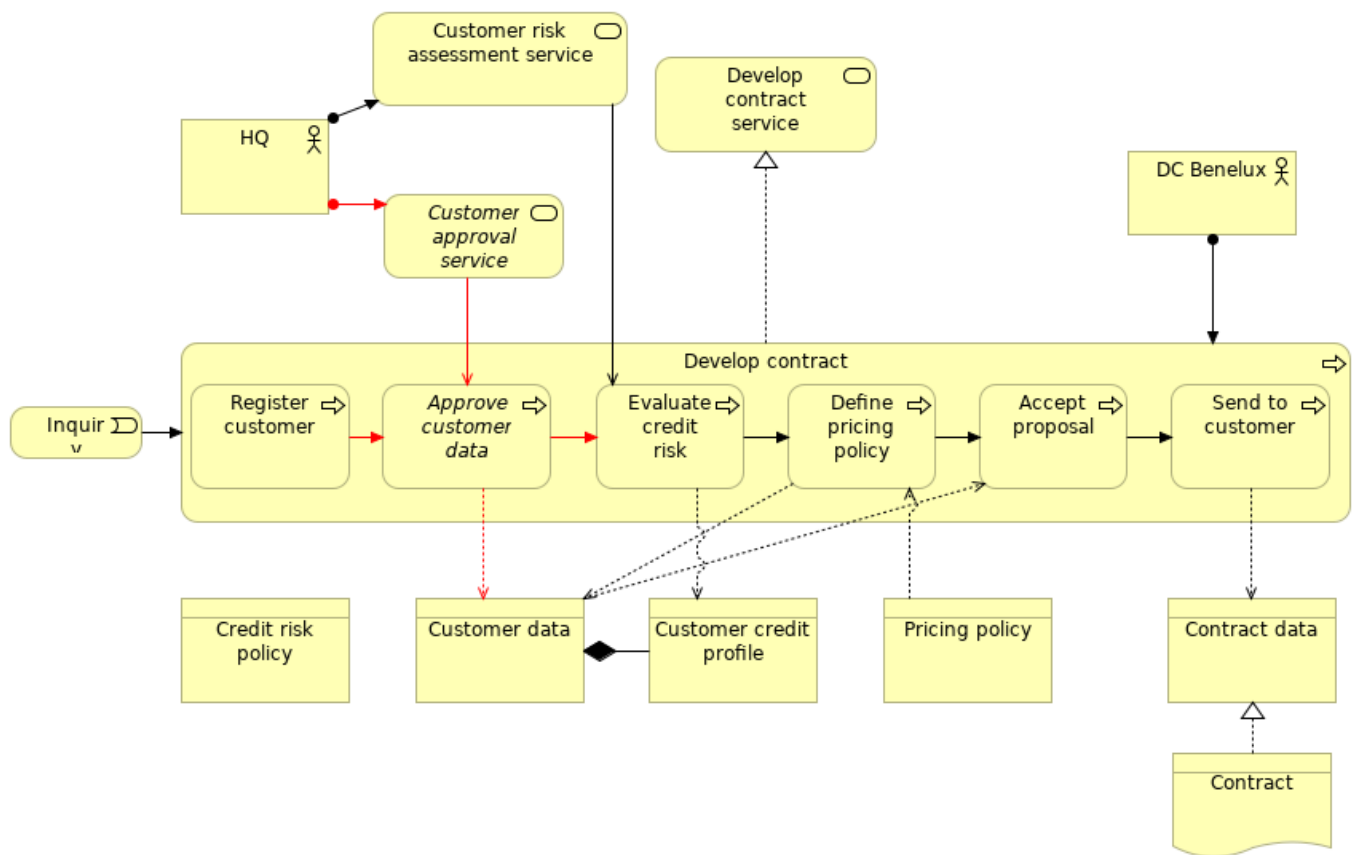 Customer risk
assessment service
Develop
contract
service
HQ
DC Benelux
Customer
approval
service
Develop contract
Inquir
y
Register
customer
Approve
customer
data
Evaluate
credit
risk
Define
pricing
policy
Accept
proposal
Send to
customer
Credit risk
policy
Customer data
Customer credit
profile
Pricing policy
Contract data
Contract